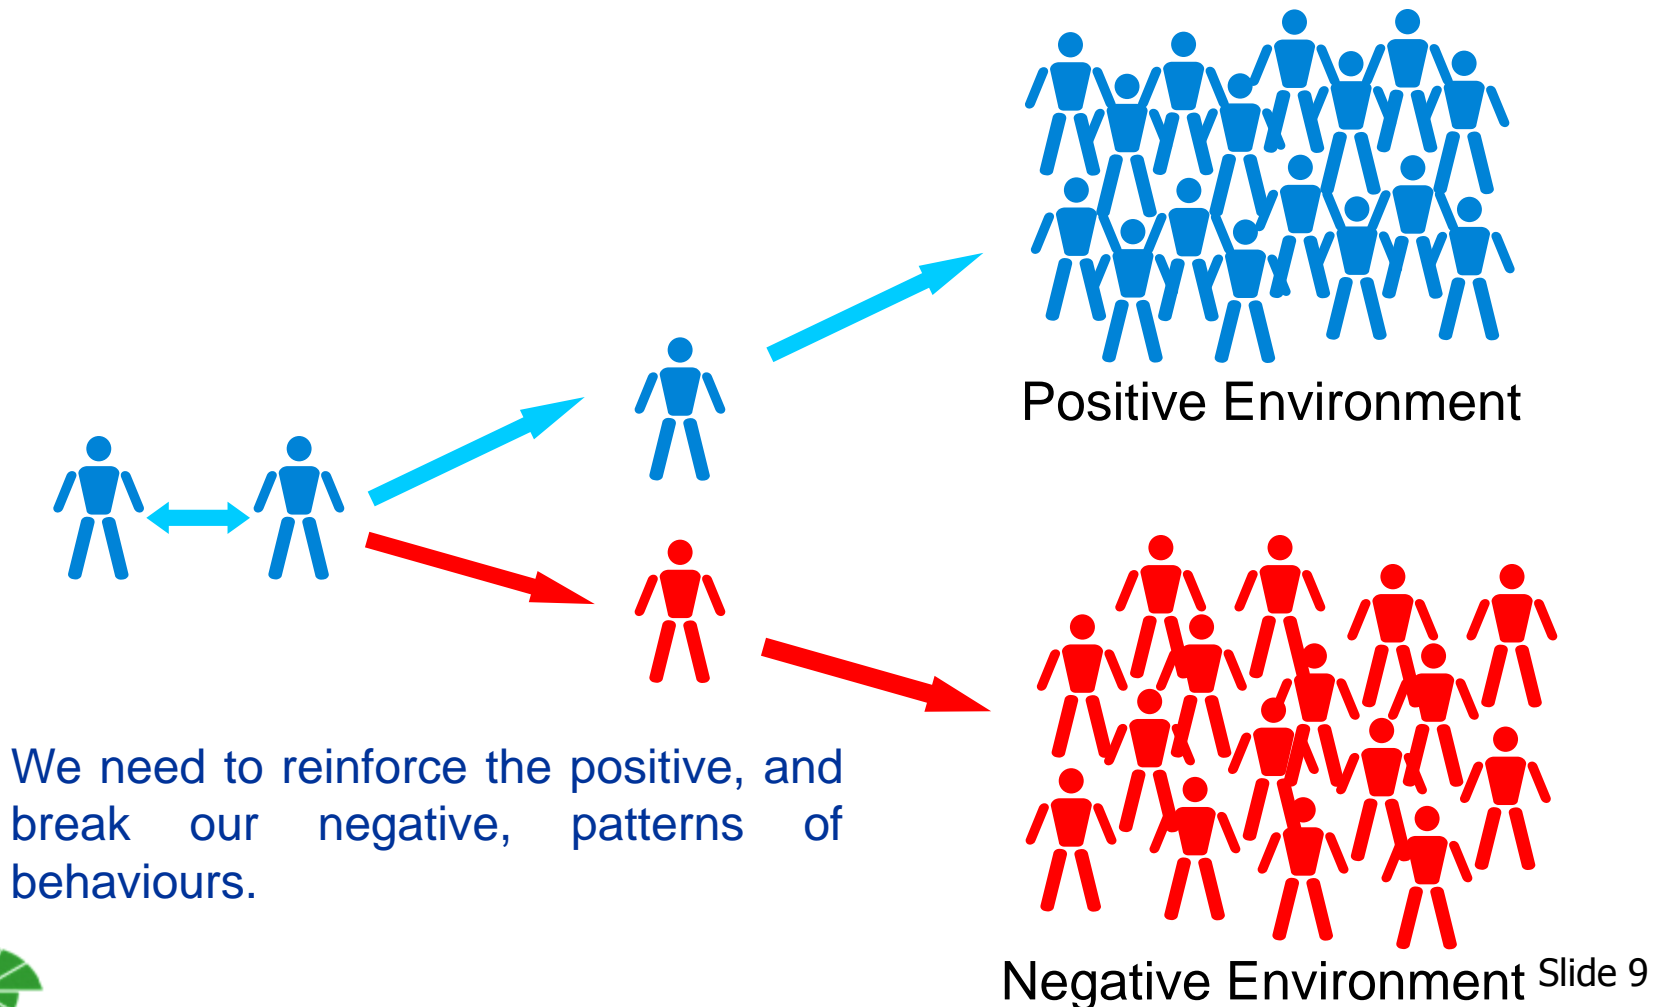 Positive Environment
We need to reinforce the positive, and
break our negative, patterns of
behaviours.
Negative Environment
Slide 9